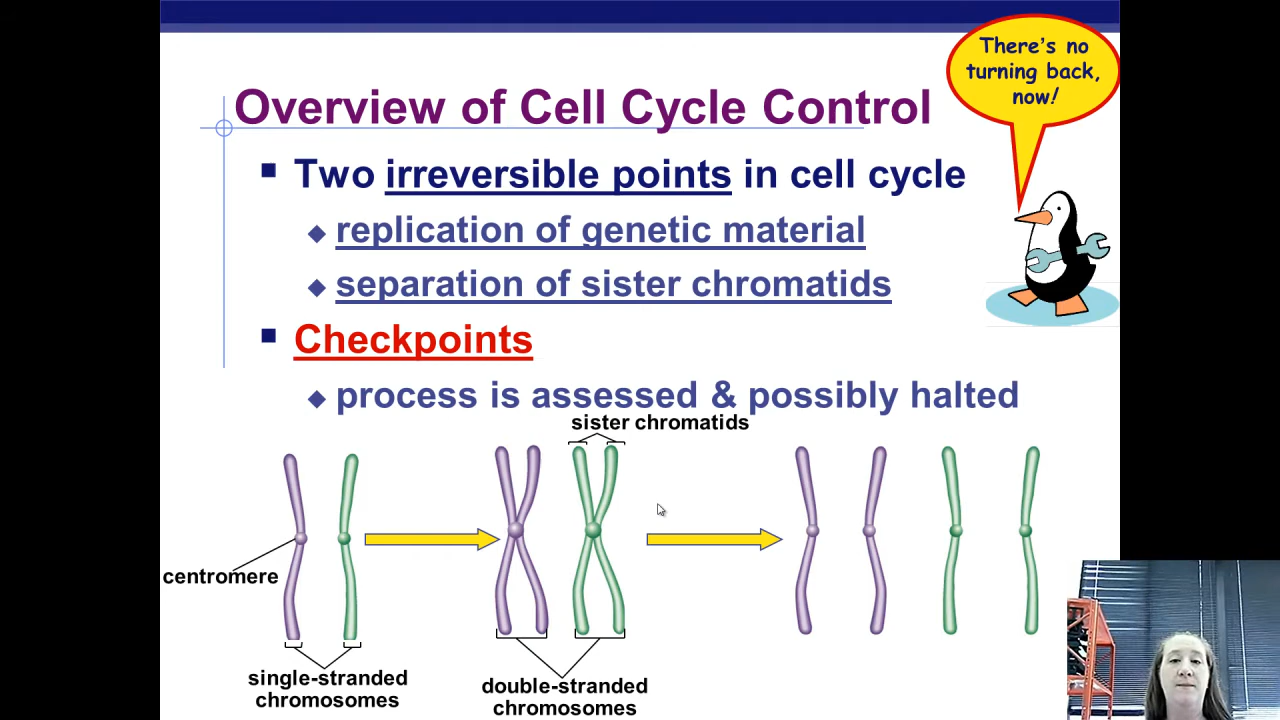 There's no
turning back,
now!
Overview of Cell Cycle Control
Two irreversible points in cell cycle
replication of genetic material
separation of sister chromatids
Checkpoints
process is assessed & possibly halted
sister chromatids
centromere
single-stranded
chromosomes
double-stranded
chromosomes